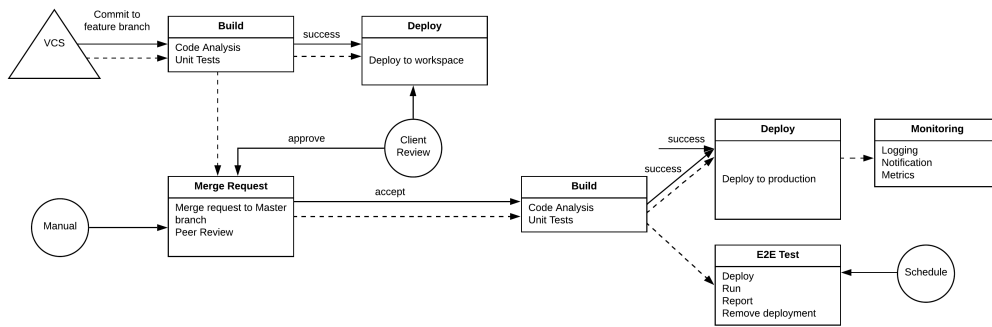 Commit to
feature branch
VCS
Build
Code Analysis
Unit Tests
success
Deploy
Deploy to workspace
approve
Client
Review
Merge Request
Merge request to Master
branch
Peer Review
Manual
accept
Build
Code Analysis
Unit Tests
success
success
Deploy
Deploy to production
Monitoring
Logging
Notification
Metrics
E2E Test
Deploy
Run
Report
Remove deployment
Schedule